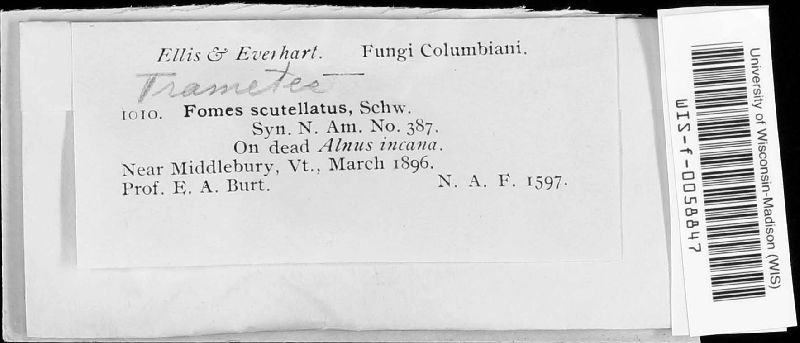 Ellis & Everhart. Fungi Columbiani.
Trametes
1010. Fomes scutellatus, Schw.
Syn. N. Am. No. 387.
On dead Alnus incana.
Near Middlebury, Vt., March 1896.
Prof. E. A. Burt. N. A. F. 1597.
University of Wisconsin-Madison (WIS)
WIS-f-0058847